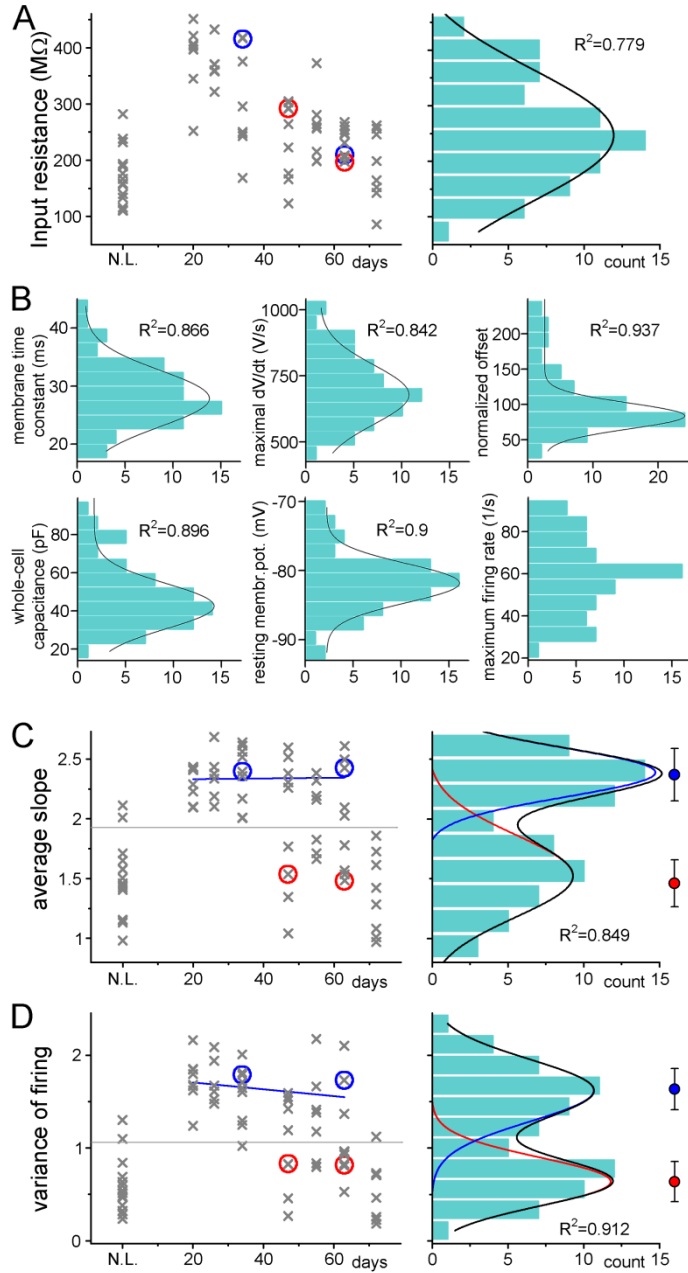 A
Input resistance (MΩ)
400
300
200
100
N.L.
20
40
60
days
R²=0.779
0
5
10
15
count
B
membrane time
constant (ms)
40
30
20
R²=0.866
0
5
10
15
maximal dV/dt (V/s)
1000
750
500
R²=0.842
0
5
10
15
normalized offset
200
150
100
50
R²=0.937
0
10
20
whole-cell
capacitance (pF)
80
60
40
20
R²=0.896
0
5
10
15
resting membr.pot. (mV)
-70
-80
-90
R²=0.9
0
5
10
15
maximum firing rate (1/s)
100
80
60
40
20
0
5
10
15
C
average slope
2.5
2
1.5
1
N.L.
20
40
60
days
R²=0.849
0
5
10
count
15
D
variance of firing
2
1
0
N.L.
20
40
60
days
R²=0.912
0
5
10
count
15